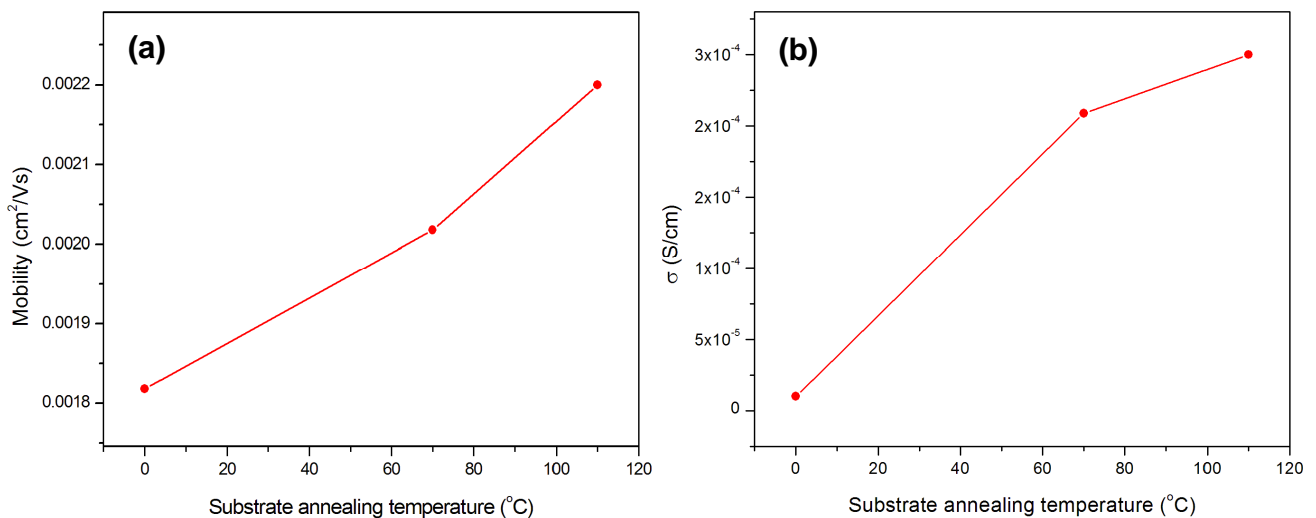 (a)
Mobility (cm²/Vs)
0.0022
0.0021
0.0020
0.0019
0.0018
0 20 40 60 80 100 120
Substrate annealing temperature (°C)
(b)
σ (S/cm)
3x10⁻⁴
2x10⁻⁴
2x10⁻⁴
1x10⁻⁴
5x10⁻⁵
0
0 20 40 60 80 100 120
Substrate annealing temperature (°C)